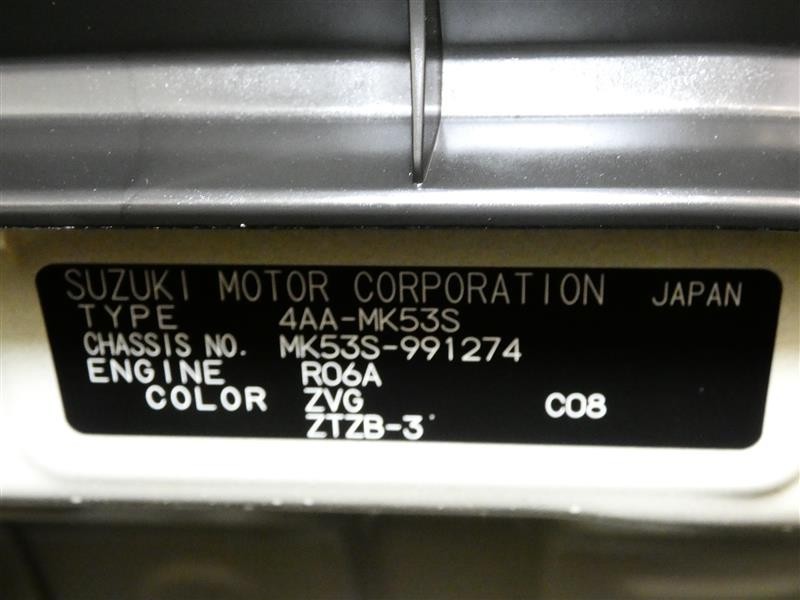 SUZUKI MOTOR CORPORATION JAPAN
TYPE 4AA-MK53S
CHASSIS NO. MK53S-991274
ENGINE R06A
COLOR ZVG C08
ZTZB-3